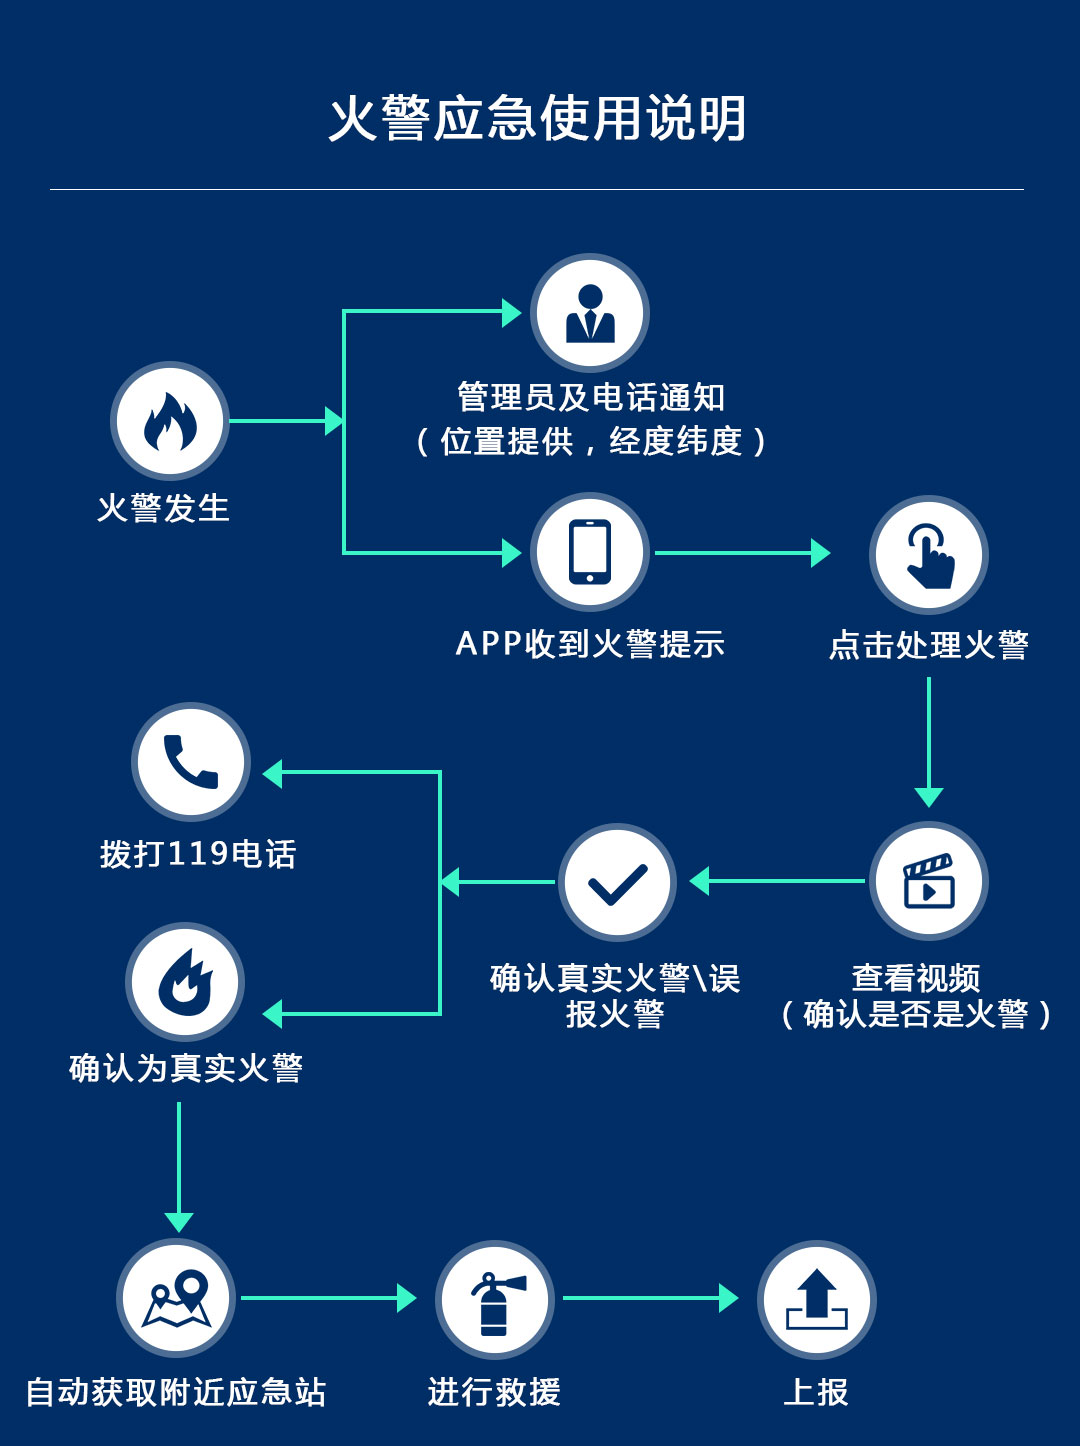 火警应急使用说明
管理员及电话通知
（位置提供，经度纬度）
火警发生
APP收到火警提示
点击处理火警
拨打119电话
确认真实火警\误
报火警
查看视频
（确认是否是火警）
确认为真实火警
自动获取附近应急站
进行救援
上报